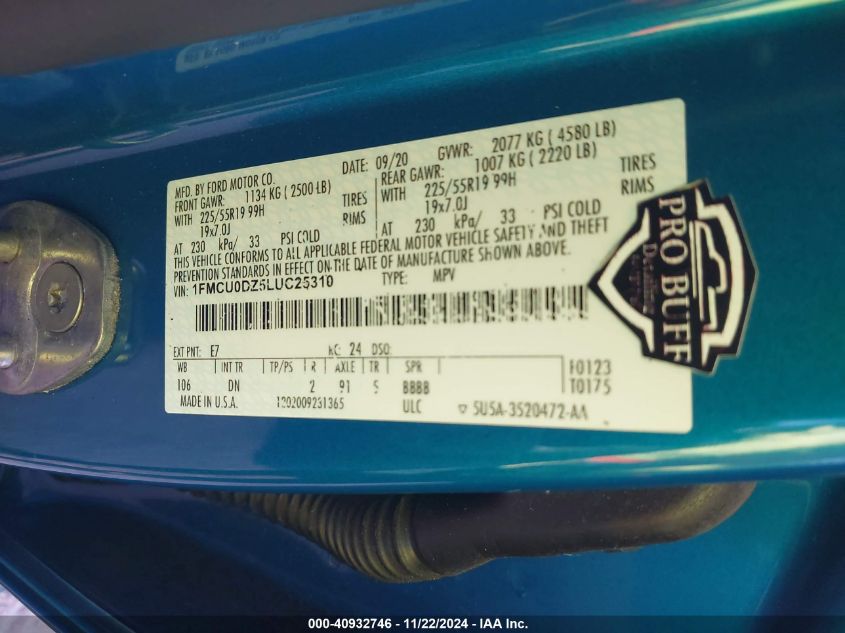 MFD. BY FORD MOTOR CO.
DATE: 09/20 GVWR: 2077 KG ( 4580 LB)
FRONT GAWR: 1134 KG ( 2500 LB) REAR GAWR: 1007 KG ( 2220 LB)
WITH 225/55R19 99H TIRES WITH 225/55R19 99H TIRES
19x7.0J RIMS 19x7.0J RIMS
AT 230 kPa/ 33 PSI COLD AT 230 kPa/ 33 PSI COLD
THIS VEHICLE CONFORMS TO ALL APPLICABLE FEDERAL MOTOR VEHICLE SAFETY AND THEFT
PREVENTION STANDARDS IN EFFECT ON THE DATE OF MANUFACTURE SHOWN ABOVE.
VIN: 1FMCU0DZ5LUC25310 TYPE: MPV
EXT PNT: E7 RC: 24 DSO:
WB INT TR TP/PS R AXLE TR SPR F0123
106 DN 2 91 5 BBBB T0175
MADE IN U.S.A. ULC 5U5A-3520472-AA
PRO BUFF
000-40932746 - 11/22/2024 - IAA Inc.